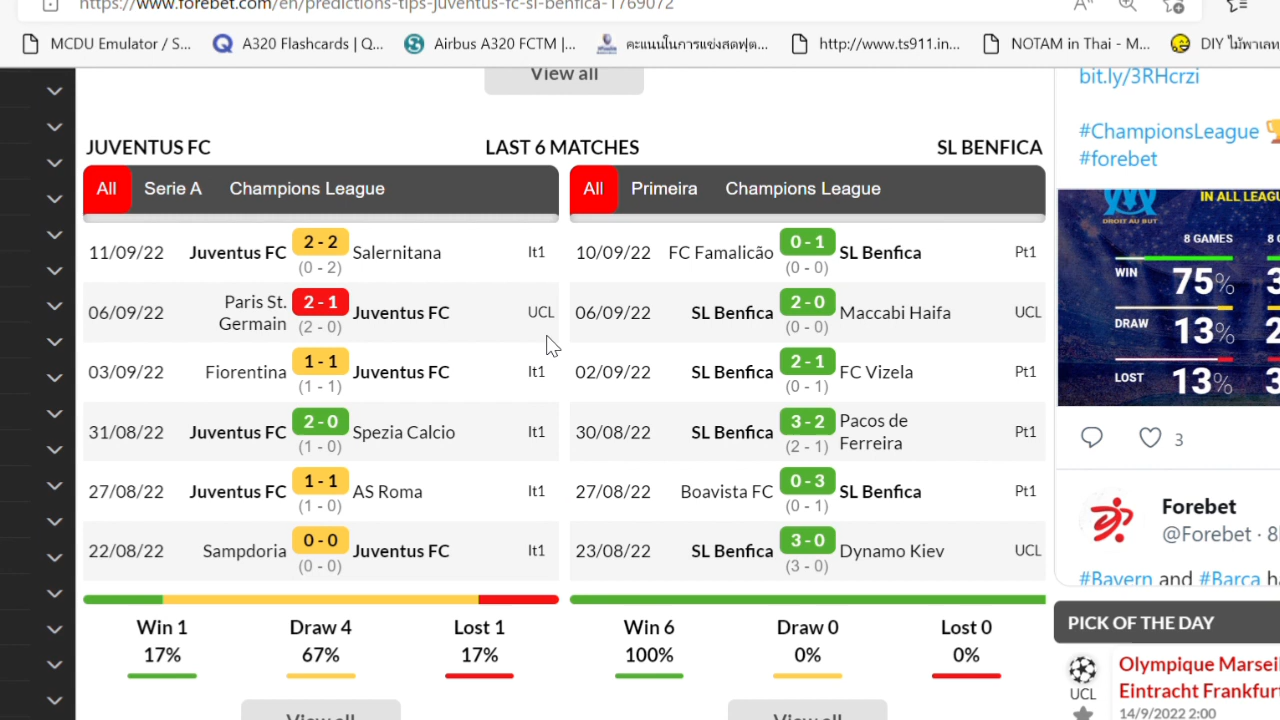 https://www.forebet.com/en/predictions-tips-juventus-fc-sl-benfica-1769072
MCDU Emulator / S... A320 Flashcards | Q... Airbus A320 FCTM |... คะแนนในการแข่งสดฟุต... http://www.ts911.in... NOTAM in Thai - M... DIY ไม้พาเลท
View all
JUVENTUS FC LAST 6 MATCHES SL BENFICA
All Serie A Champions League
11/09/22 Juventus FC 2 - 2 Salernitana It1
(0 - 2)
06/09/22 Paris St. Germain 2 - 1 Juventus FC UCL
(2 - 0)
03/09/22 Fiorentina 1 - 1 Juventus FC It1
(1 - 1)
31/08/22 Juventus FC 2 - 0 Spezia Calcio It1
(1 - 0)
27/08/22 Juventus FC 1 - 1 AS Roma It1
(1 - 0)
22/08/22 Sampdoria 0 - 0 Juventus FC It1
(0 - 0)
Win 1 Draw 4 Lost 1
17% 67% 17%
View all
All Primeira Champions League
10/09/22 FC Famalicão 0 - 1 SL Benfica Pt1
(0 - 0)
06/09/22 SL Benfica 2 - 0 Maccabi Haifa UCL
(0 - 0)
02/09/22 SL Benfica 2 - 1 FC Vizela Pt1
(0 - 1)
30/08/22 SL Benfica 3 - 2 Pacos de Ferreira Pt1
(2 - 1)
27/08/22 Boavista FC 0 - 3 SL Benfica Pt1
(0 - 1)
23/08/22 SL Benfica 3 - 0 Dynamo Kiev UCL
(3 - 0)
Win 6 Draw 0 Lost 0
100% 0% 0%
View all
bit.ly/3RHcrzi
#ChampionsLeague
#forebet
DROIT AU BUT
IN ALL LEAGU
8 GAMES
WIN 75%
DRAW 13%
LOST 13%
3
Forebet
@Forebet · 8
#Bayern and #Barca ha
PICK OF THE DAY
UCL
Olympique Marseil
Eintracht Frankfur
14/9/2022 2:00